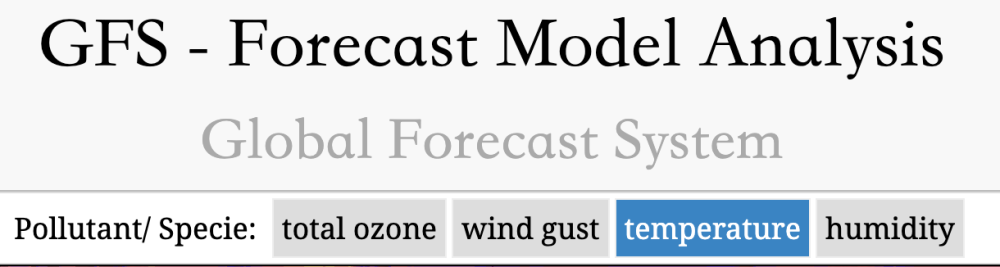 GFS - Forecast Model Analysis
Global Forecast System
Pollutant/ Specie: total ozone wind gust temperature humidity